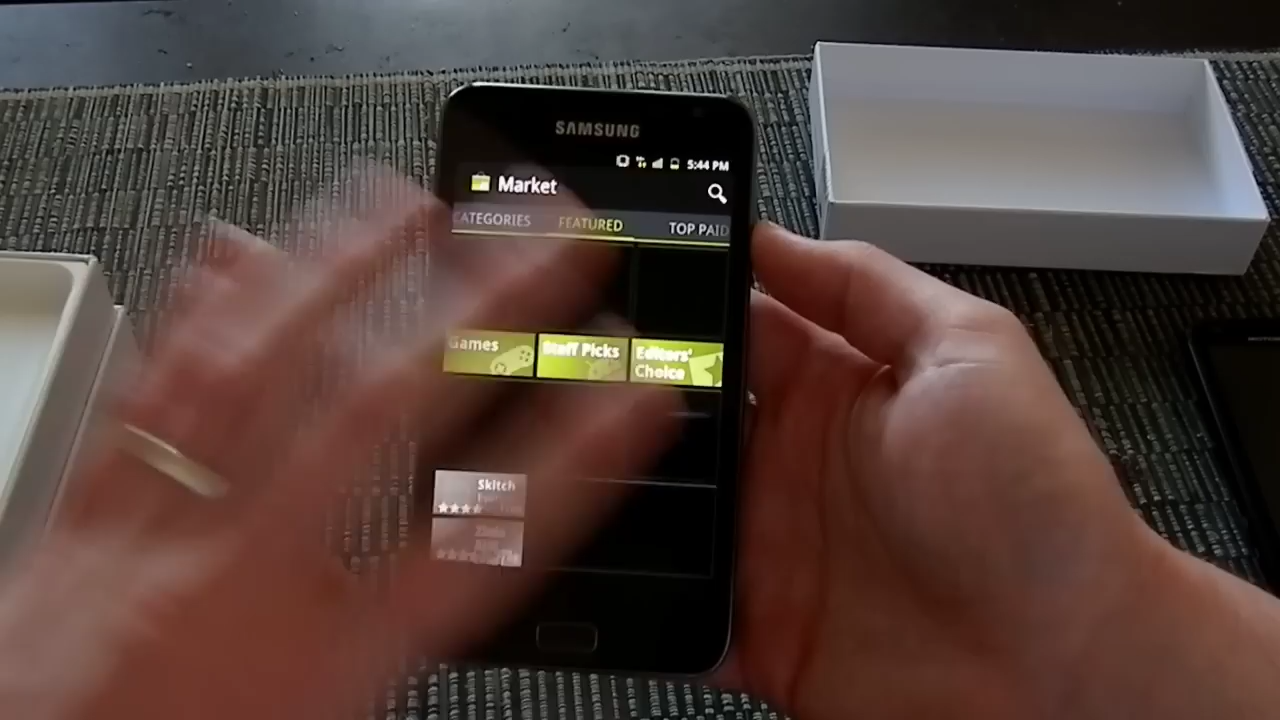 SAMSUNG
5:44 PM
Market
CATEGORIES FEATURED TOP PAID
Games Staff Picks Editors'
Choice
Skitch